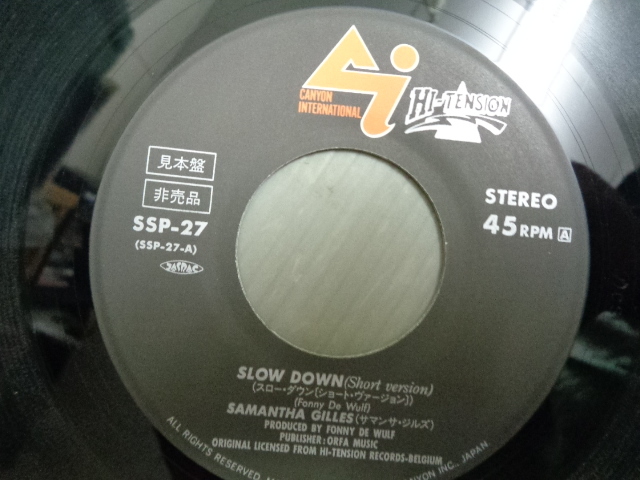 CANYON
INTERNATIONAL
HI-TENSION
見本盤
非売品
SSP-27
(SSP-27-A)
JASRAC
STEREO
45 RPM A
SLOW DOWN (Short version)
(スロー・ダウン(ショート・ヴァージョン))
(Fonny De Wulf)
SAMANTHA GILLES (サマンサ・ジルズ)
PRODUCED BY FONNY DE WULF
PUBLISHER: ORFA MUSIC
ORIGINAL LICENSED FROM HI-TENSION RECORDS-BELGIUM
ALL RIGHTS RESERVED, YON INC., JAPAN